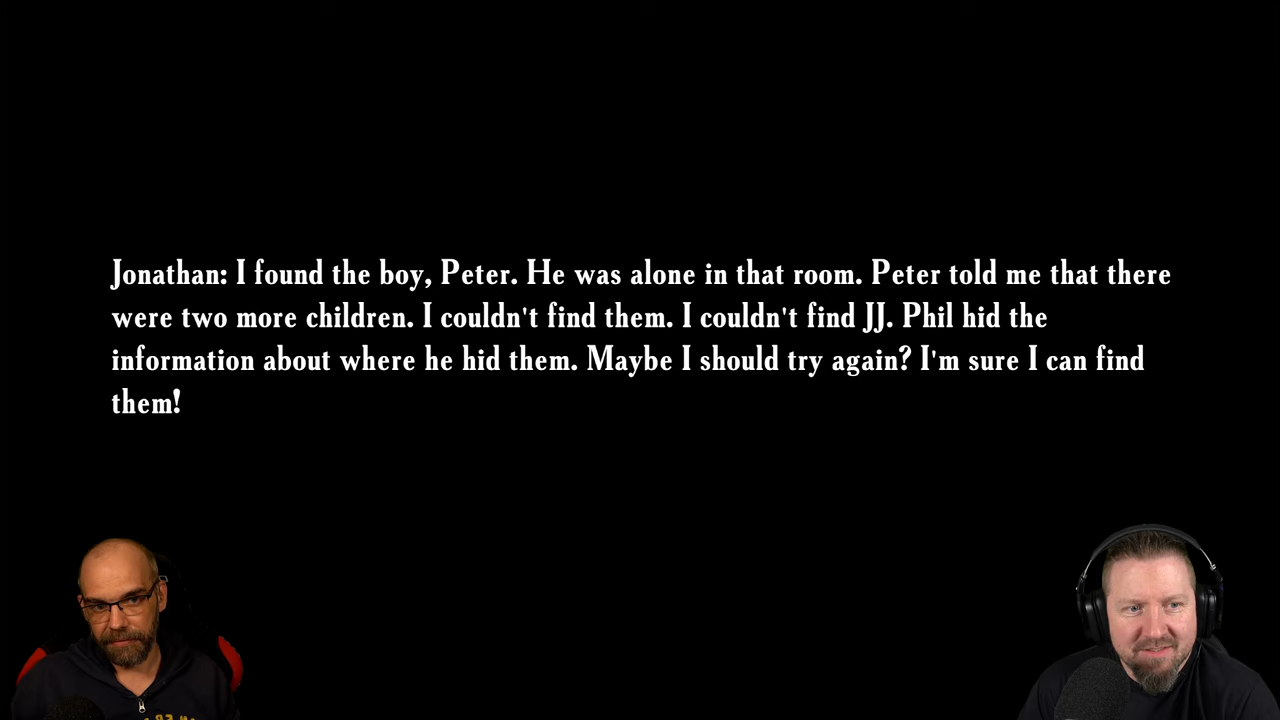 Jonathan: I found the boy, Peter. He was alone in that room. Peter told me that there
were two more children. I couldn't find them. I couldn't find JJ. Phil hid the
information about where he hid them. Maybe I should try again? I'm sure I can find
them!